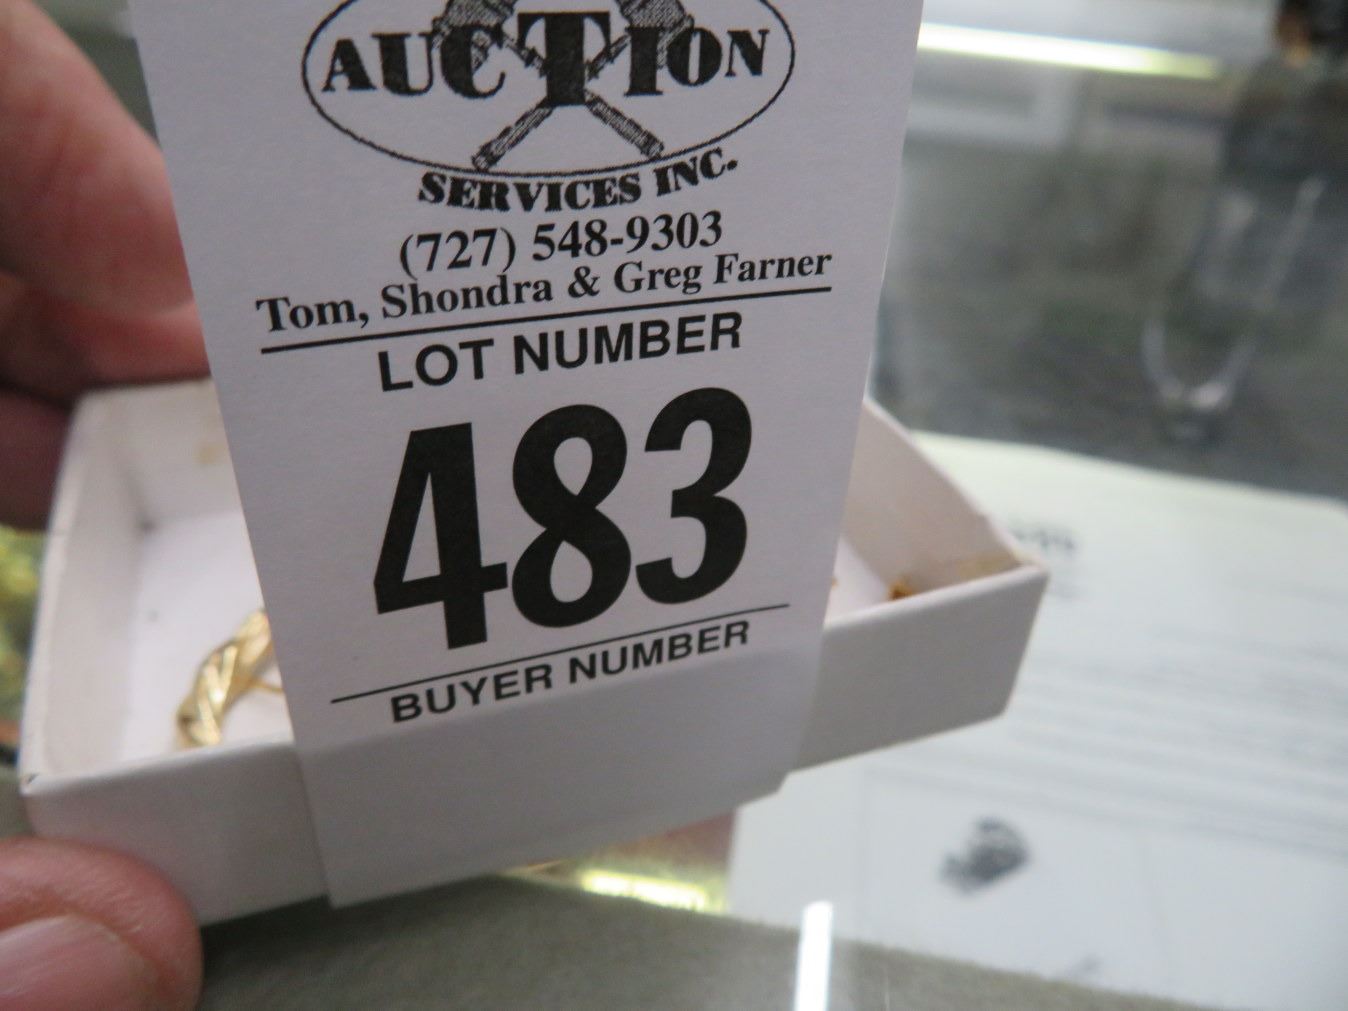 AUCTION
SERVICES INC.
(727) 548-9303
Tom, Shondra & Greg Farner
LOT NUMBER
483
BUYER NUMBER